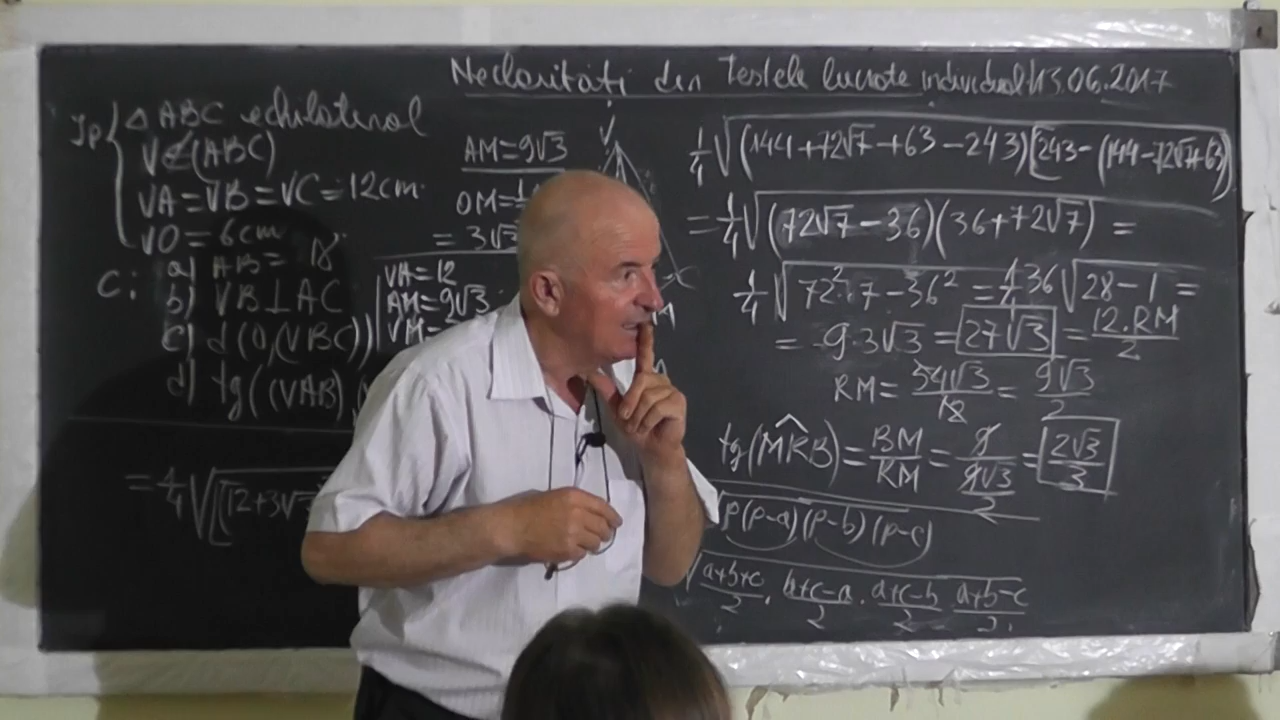 Neclarități din Testele lucrate individual 13.06.2017
Ip { Δ ABC echilateral
V∉(ABC)
VA=VB=VC=12cm
VO=6cm
C: a) AB= 18
b) VB⊥AC
c) d(O,(VBC))
d) tg((VAB)
=4/4√[(12+3√
AM=9√3
OM=
=3√3
VA=12
AM=9√3
VM=
V
C
M
1/4√(144+72√7+63-243)[243-(144-72√7+63)
=1/4√(72√7-36)(36+72√7) =
1/4√72²·7-36² =1/4·36√28-1 =
= 9·3√3 = 27√3 = 12·RM/2
RM= 54√3/12 = 9√3/2
tg(MRB)= BM/RM = 9/(9√3/2) = 2√3/3
p(p-a)(p-b)(p-c)
√a+b+c/2 · b+c-a/2 · a+c-b/2 · a+b-c/2